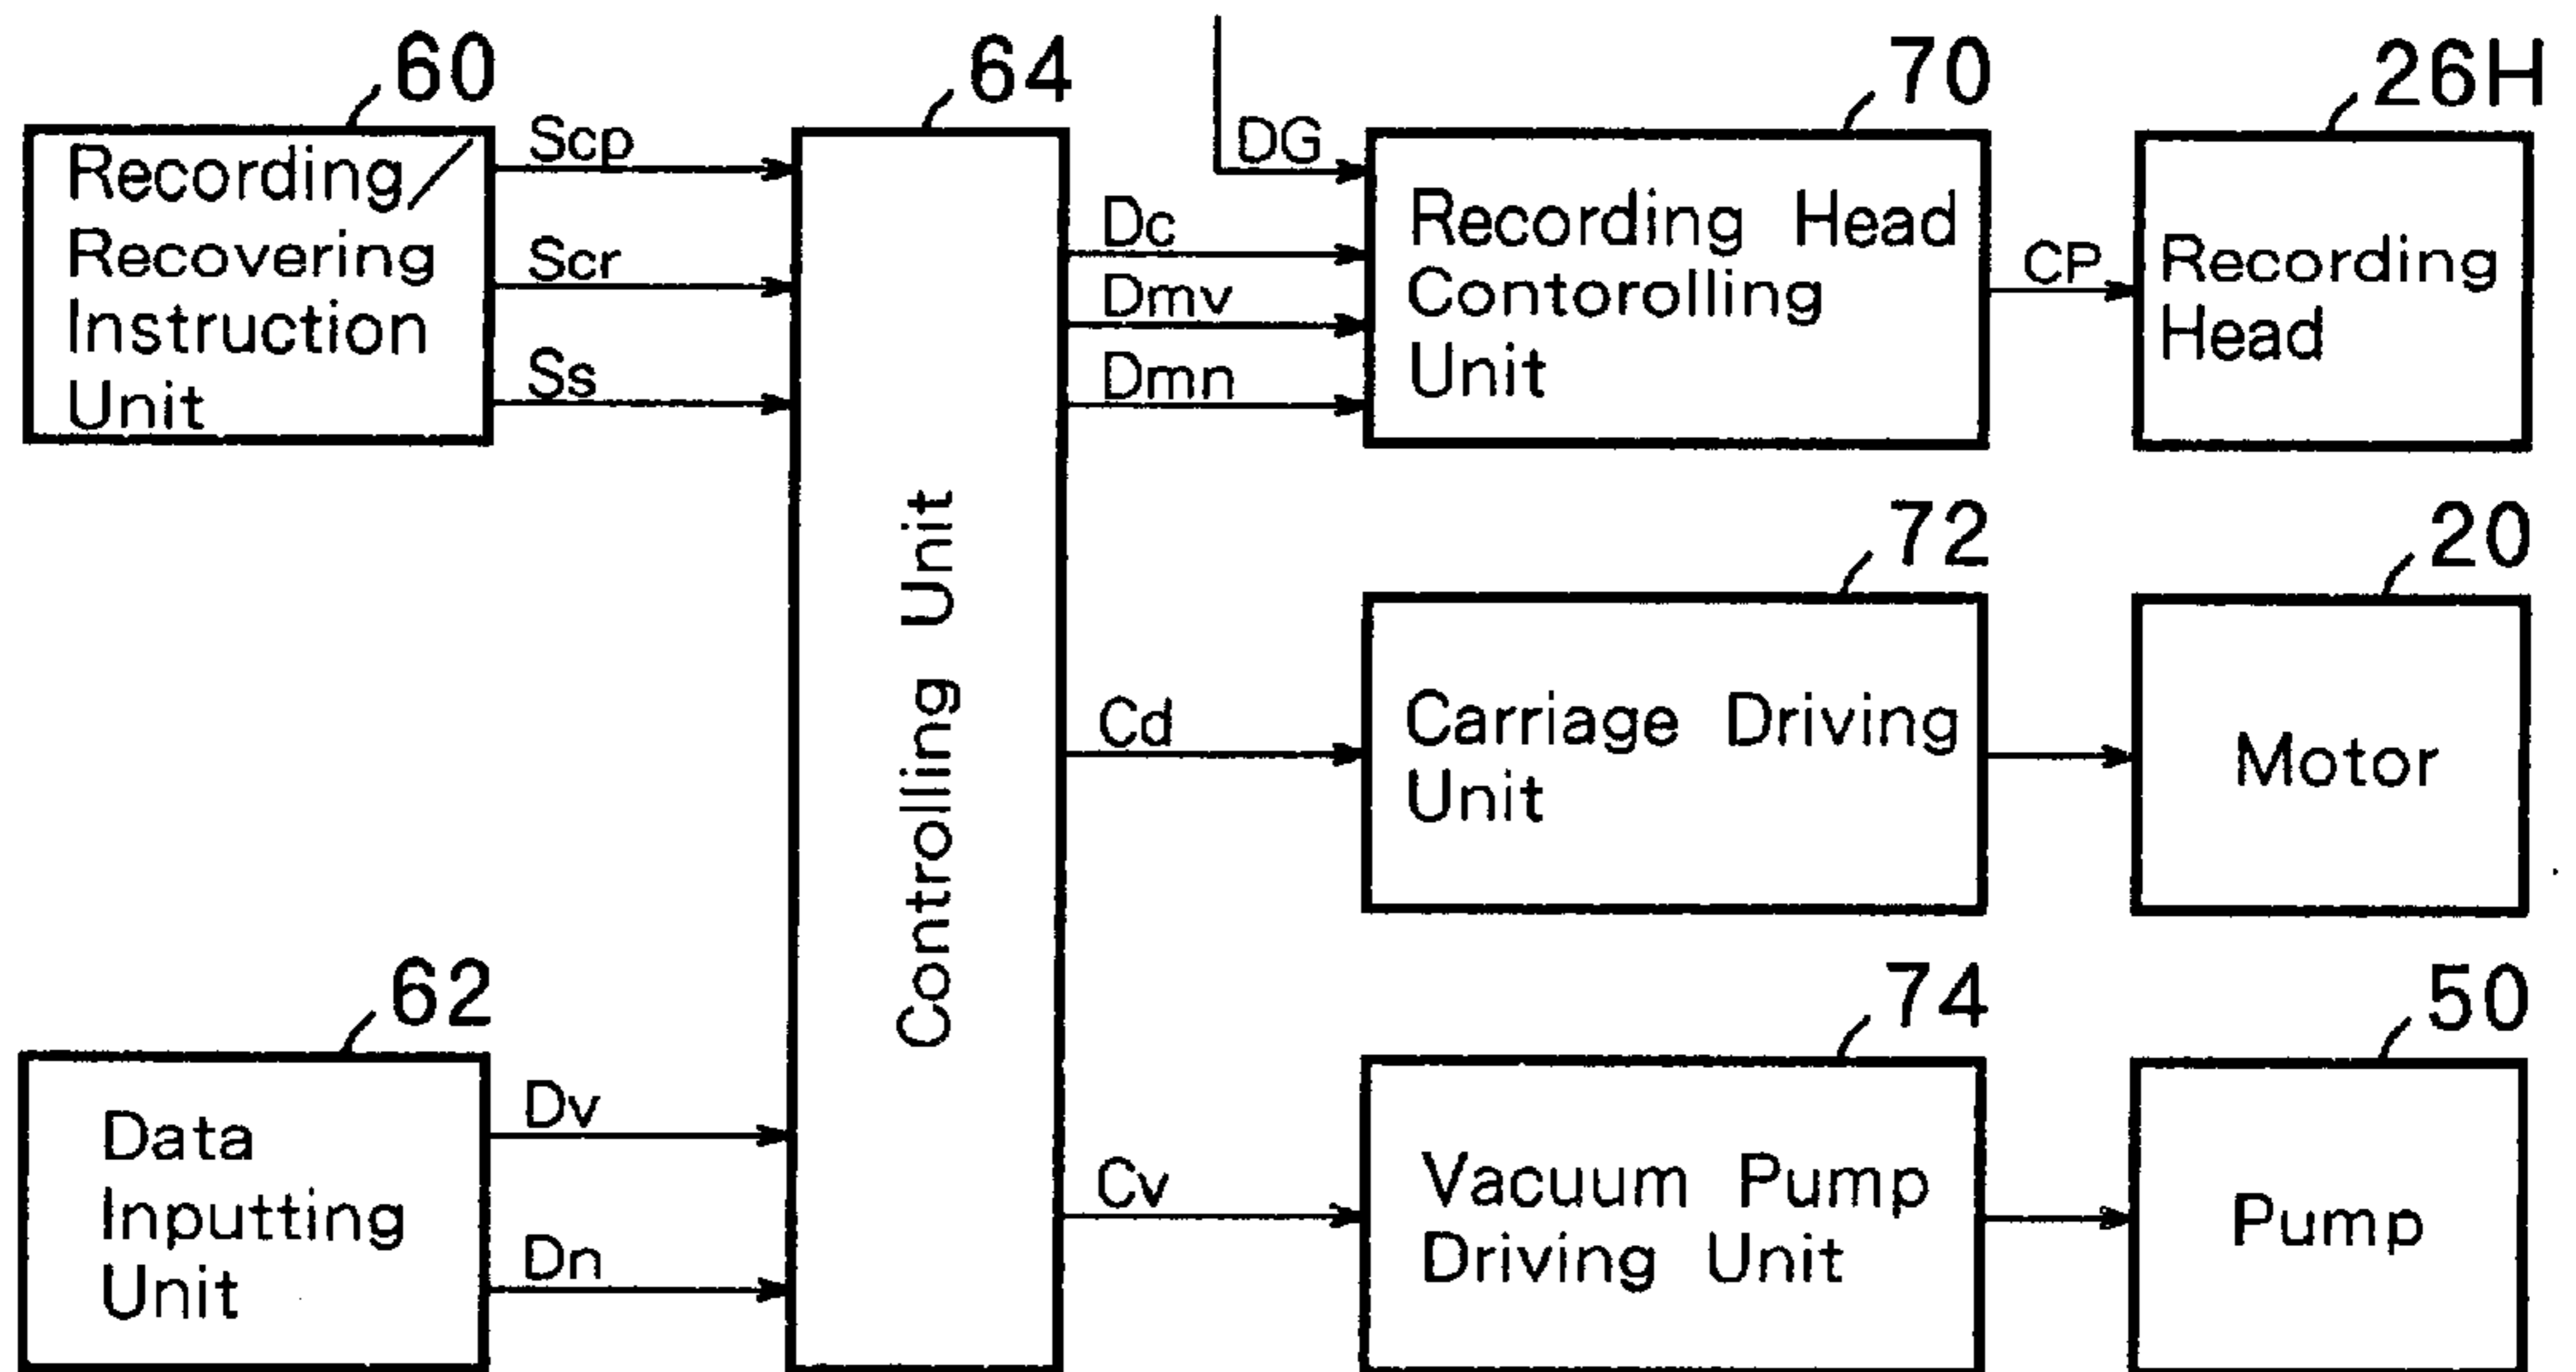 60
Recording/
Recovering
Instruction
Unit
Scp
Scr
Ss
62
Data
Inputting
Unit
Dv
Dn
64
Controlling Unit
DG
Dc
Dmv
Dmn
70
Recording Head
Contorolling
Unit
CP
26H
Recording
Head
Cd
72
Carriage Driving
Unit
20
Motor
Cv
74
Vacuum Pump
Driving Unit
50
Pump